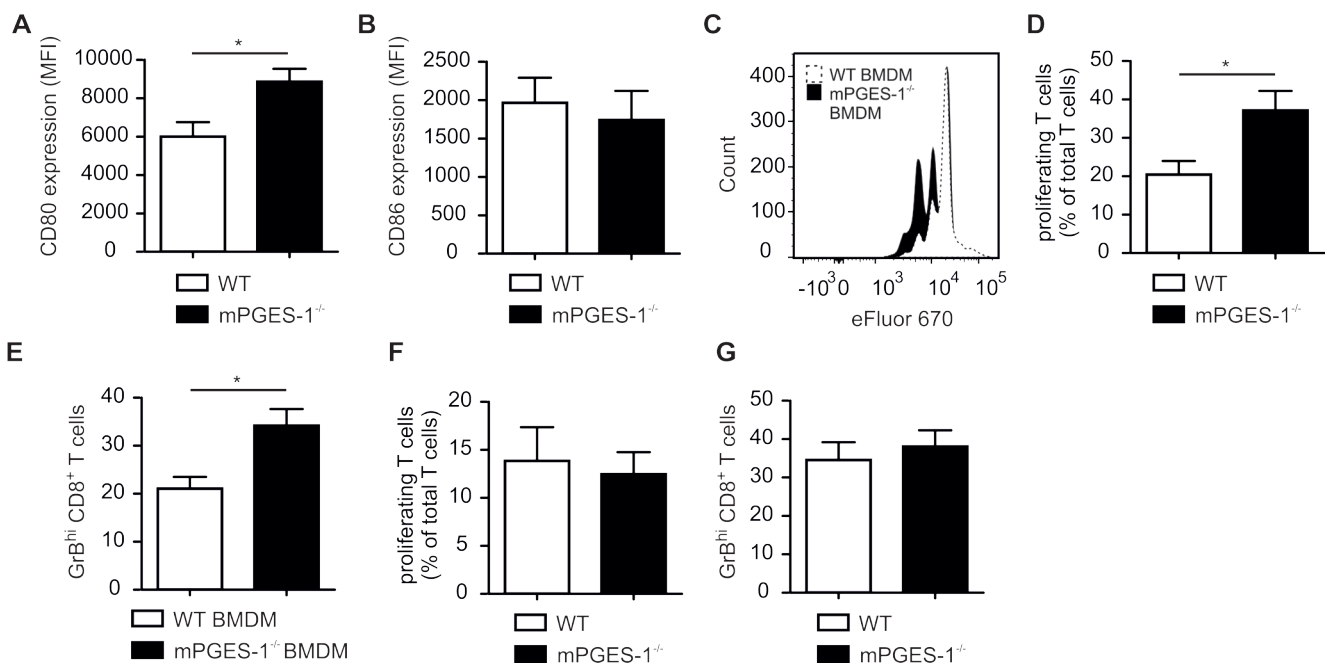 A
CD80 expression (MFI)
10000
8000
6000
4000
2000
0
*
WT
mPGES-1-/-
B
CD86 expression (MFI)
2500
2000
1500
1000
500
0
WT
mPGES-1-/-
C
Count
400
300
200
100
0
WT BMDM
mPGES-1-/-
BMDM
-10³ 0 10³ 10⁴ 10⁵
eFluor 670
D
proliferating T cells
(% of total T cells)
50
40
30
20
10
0
*
WT
mPGES-1-/-
E
GrBhi CD8+ T cells
40
30
20
10
0
*
WT BMDM
mPGES-1-/- BMDM
F
proliferating T cells
(% of total T cells)
20
15
10
5
0
WT
mPGES-1-/-
G
GrBhi CD8+ T cells
50
40
30
20
10
0
WT
mPGES-1-/-